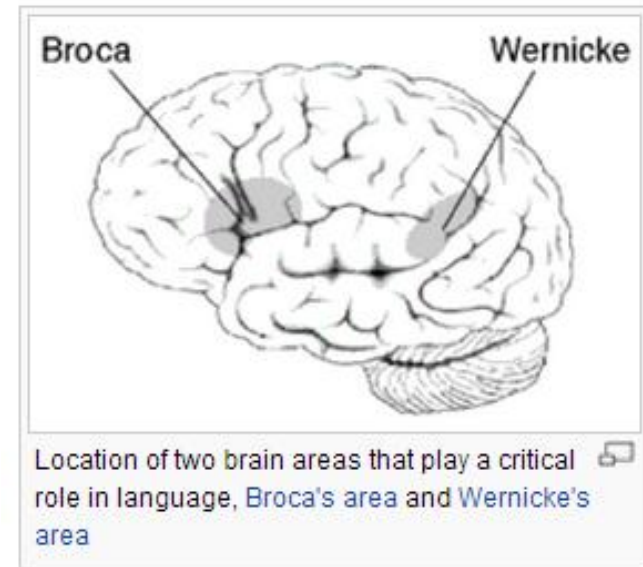 Broca
Wernicke
Location of two brain areas that play a critical
role in language, Broca's area and Wernicke's
area